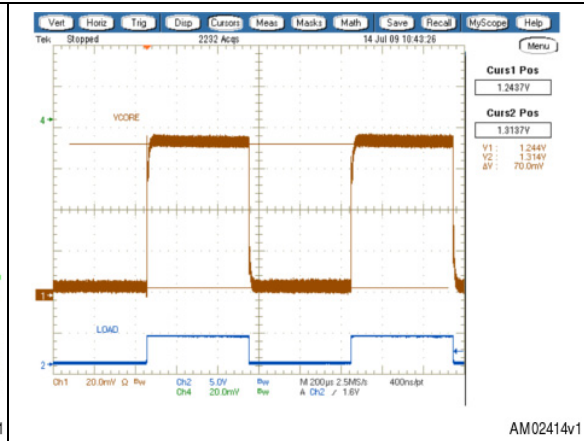 Vert Horiz Trig Disp Cursors Meas Masks Math Save Recall MyScope Help
Tek Stopped 2232 Acqs 14 Jul 09 10:43:26
Menu
Curs1 Pos
1.2437V
Curs2 Pos
1.3137V
V1: 1.244V
V2: 1.314V
ΔV: 70.0mV
4
VCORE
1
LOAD
2
Ch1 20.0mV Ω Bw Ch2 5.0V Bw M 200µs 2.5MS/s 400ns/pt
Ch4 20.0mV Bw A Ch2 ∕ 1.6V
AM02414v1